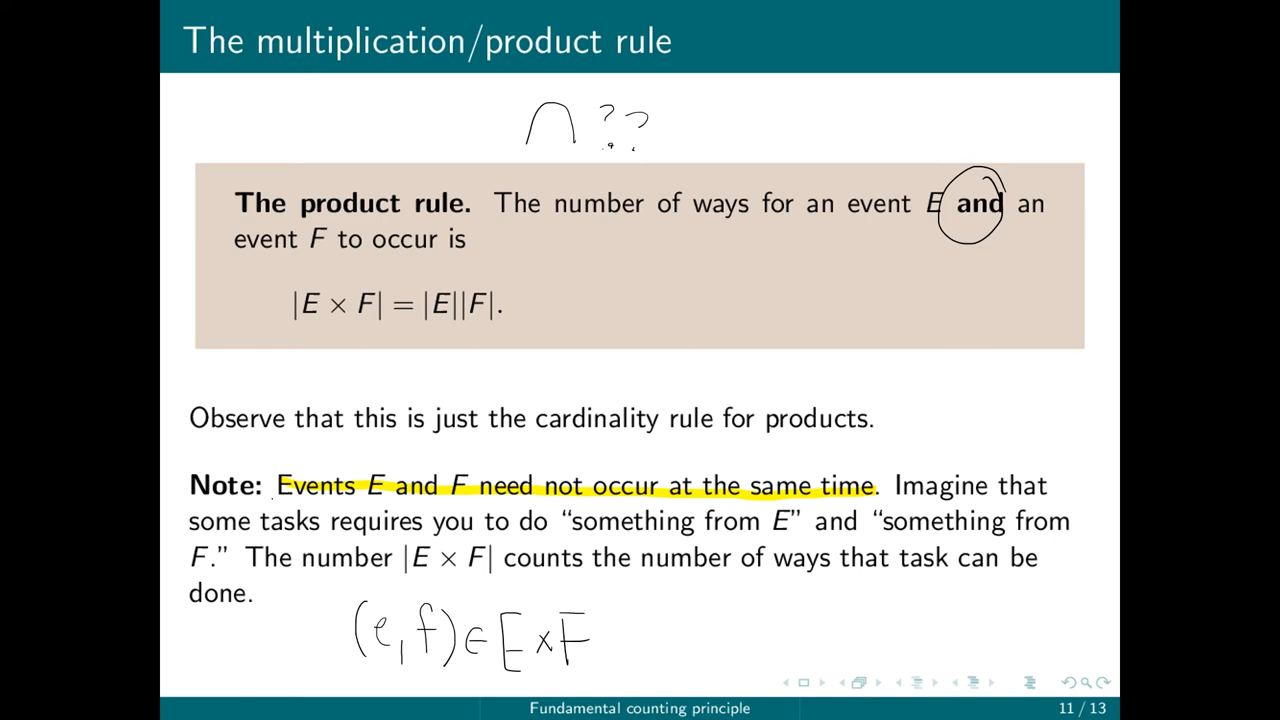 The multiplication/product rule
∩ ??
The product rule. The number of ways for an event E and an
event F to occur is
|E × F| = |E||F|.
Observe that this is just the cardinality rule for products.
Note: Events E and F need not occur at the same time. Imagine that
some tasks requires you to do “something from E” and “something from
F.” The number |E × F| counts the number of ways that task can be
done.
(e, f) ∈ E × F
Fundamental counting principle
11 / 13